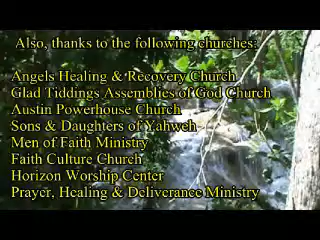 Also, thanks to the following churches:
Angels Healing & Recovery Church
Glad Tiddings Assemblies of God Church
Austin Powerhouse Church
Sons & Daughters of Yahweh
Men of Faith Ministry
Faith Culture Church
Horizon Worship Center
Prayer, Healing & Deliverance Ministry